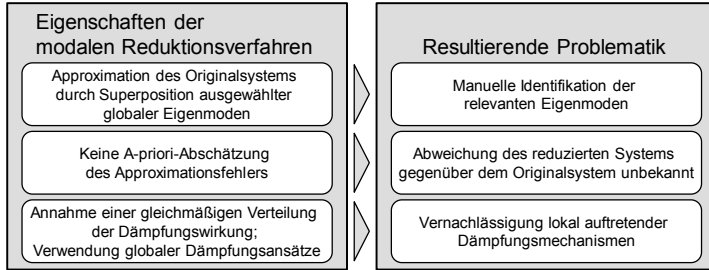 Eigenschaften der
modalen Reduktionsverfahren
Approximation des Originalsystems
durch Superposition ausgewählter
globaler Eigenmoden
Keine A-priori-Abschätzung
des Approximationsfehlers
Annahme einer gleichmäßigen Verteilung
der Dämpfungswirkung;
Verwendung globaler Dämpfungsansätze
Resultierende Problematik
Manuelle Identifikation der
relevanten Eigenmoden
Abweichung des reduzierten Systems
gegenüber dem Originalsystem unbekannt
Vernachlässigung lokal auftretender
Dämpfungsmechanismen